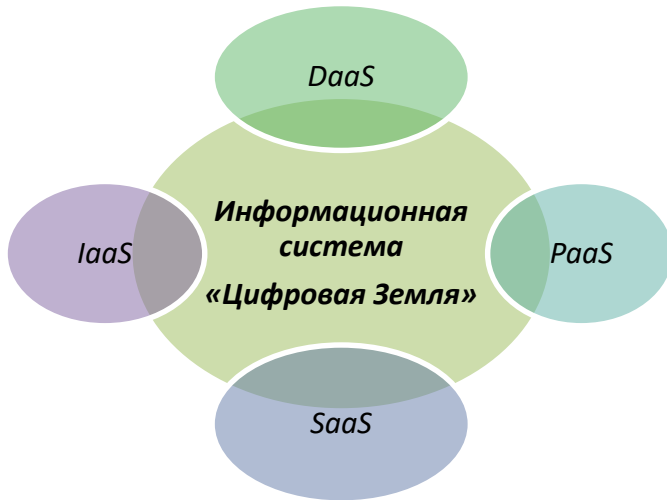 DaaS
Информационная
система
«Цифровая Земля»
IaaS
PaaS
SaaS